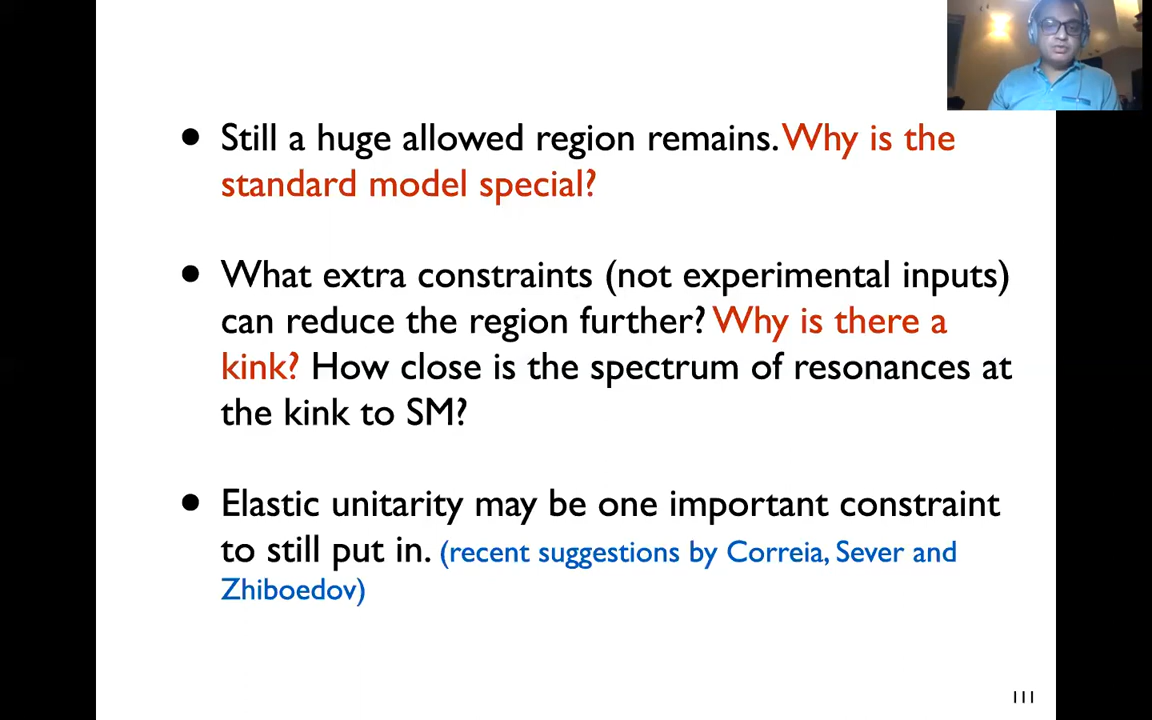 • Still a huge allowed region remains. Why is the
standard model special?
• What extra constraints (not experimental inputs)
can reduce the region further? Why is there a
kink? How close is the spectrum of resonances at
the kink to SM?
• Elastic unitarity may be one important constraint
to still put in. (recent suggestions by Correia, Sever and
Zhiboedov)
111